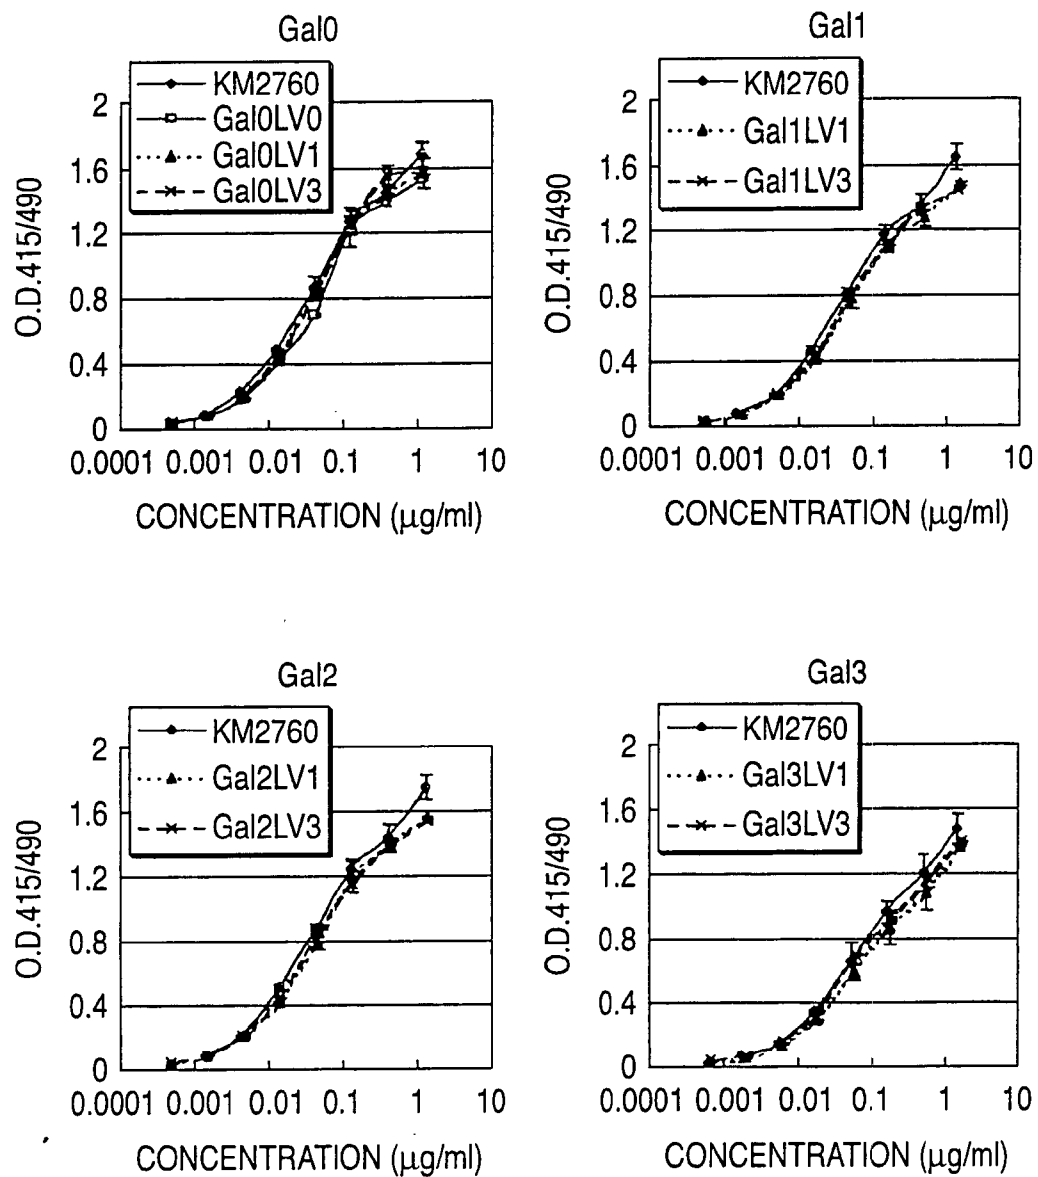 Gal0
KM2760
Gal0LV0
Gal0LV1
Gal0LV3
2
1.6
1.2
0.8
0.4
0
O.D.415/490
0.0001 0.001 0.01 0.1 1 10
CONCENTRATION (μg/ml)
Gal1
KM2760
Gal1LV1
Gal1LV3
2
1.6
1.2
0.8
0.4
0
O.D.415/490
0.0001 0.001 0.01 0.1 1 10
CONCENTRATION (μg/ml)
Gal2
KM2760
Gal2LV1
Gal2LV3
2
1.6
1.2
0.8
0.4
0
O.D.415/490
0.0001 0.001 0.01 0.1 1 10
CONCENTRATION (μg/ml)
Gal3
KM2760
Gal3LV1
Gal3LV3
2
1.6
1.2
0.8
0.4
0
O.D.415/490
0.0001 0.001 0.01 0.1 1 10
CONCENTRATION (μg/ml)